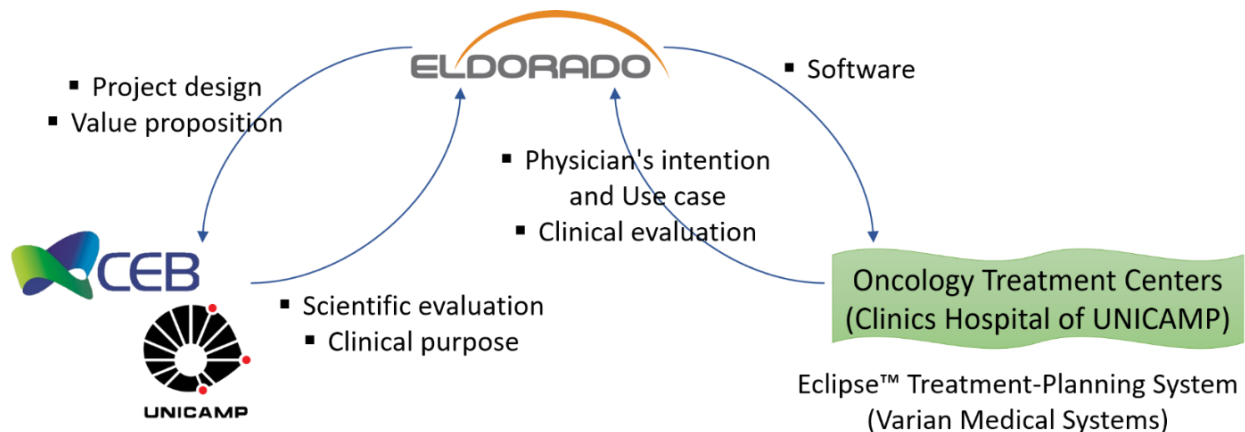 ELDORADO
▪ Project design
▪ Value proposition
▪ Software
▪ Physician's intention
and Use case
▪ Clinical evaluation
CEB
UNICAMP
▪ Scientific evaluation
▪ Clinical purpose
Oncology Treatment Centers
(Clinics Hospital of UNICAMP)
Eclipse™ Treatment-Planning System
(Varian Medical Systems)